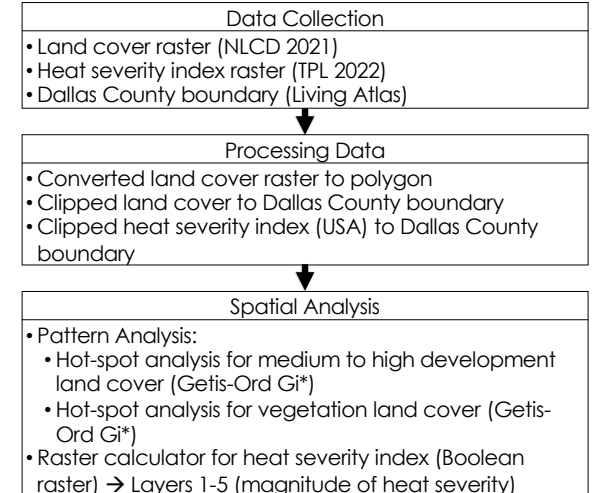 Data Collection
• Land cover raster (NLCD 2021)
• Heat severity index raster (TPL 2022)
• Dallas County boundary (Living Atlas)
Processing Data
• Converted land cover raster to polygon
• Clipped land cover to Dallas County boundary
• Clipped heat severity index (USA) to Dallas County
boundary
Spatial Analysis
• Pattern Analysis:
• Hot-spot analysis for medium to high development
land cover (Getis-Ord Gi*)
• Hot-spot analysis for vegetation land cover (Getis-
Ord Gi*)
• Raster calculator for heat severity index (Boolean
raster) → Layers 1-5 (magnitude of heat severity)